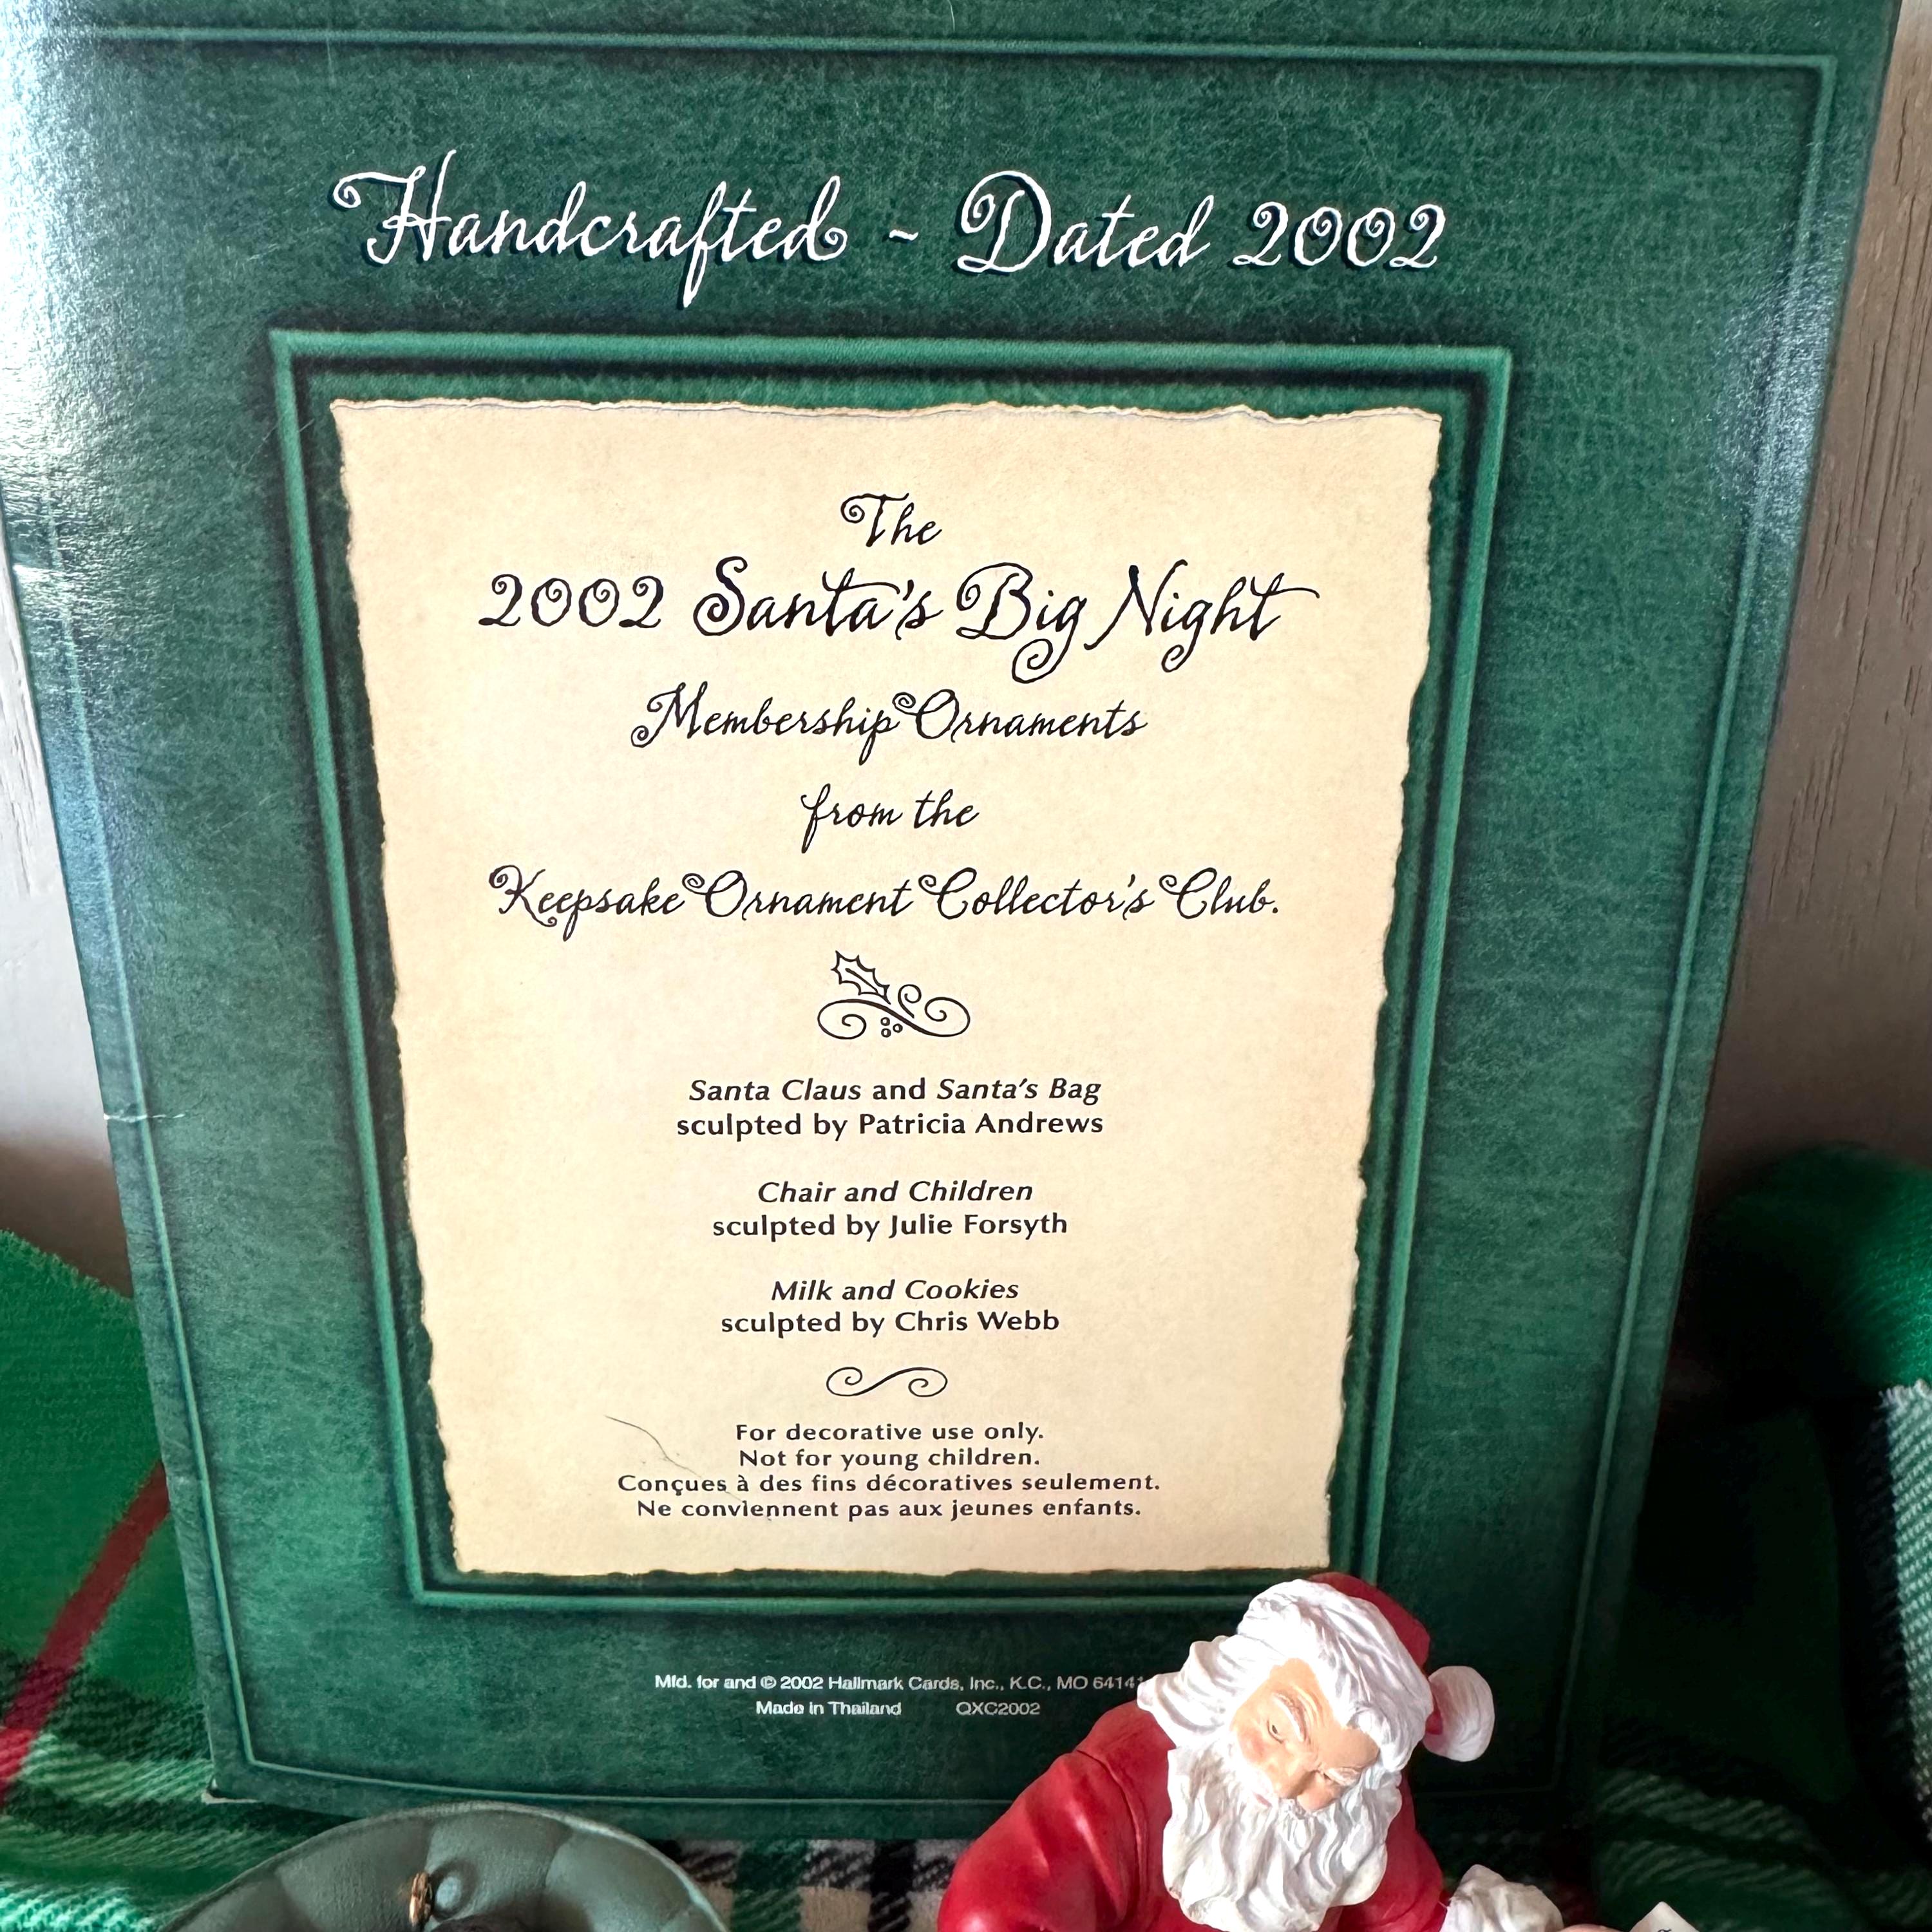 Handcrafted ~ Dated 2002
The
2002 Santa's Big Night
Membership Ornaments
from the
Keepsake Ornament Collector's Club.
Santa Claus and Santa's Bag
sculpted by Patricia Andrews
Chair and Children
sculpted by Julie Forsyth
Milk and Cookies
sculpted by Chris Webb
For decorative use only.
Not for young children.
Conçues à des fins décoratives seulement.
Ne conviennent pas aux jeunes enfants.
Mfd. for and © 2002 Hallmark Cards, Inc., K.C., MO 64141
Made in Thailand QXC2002